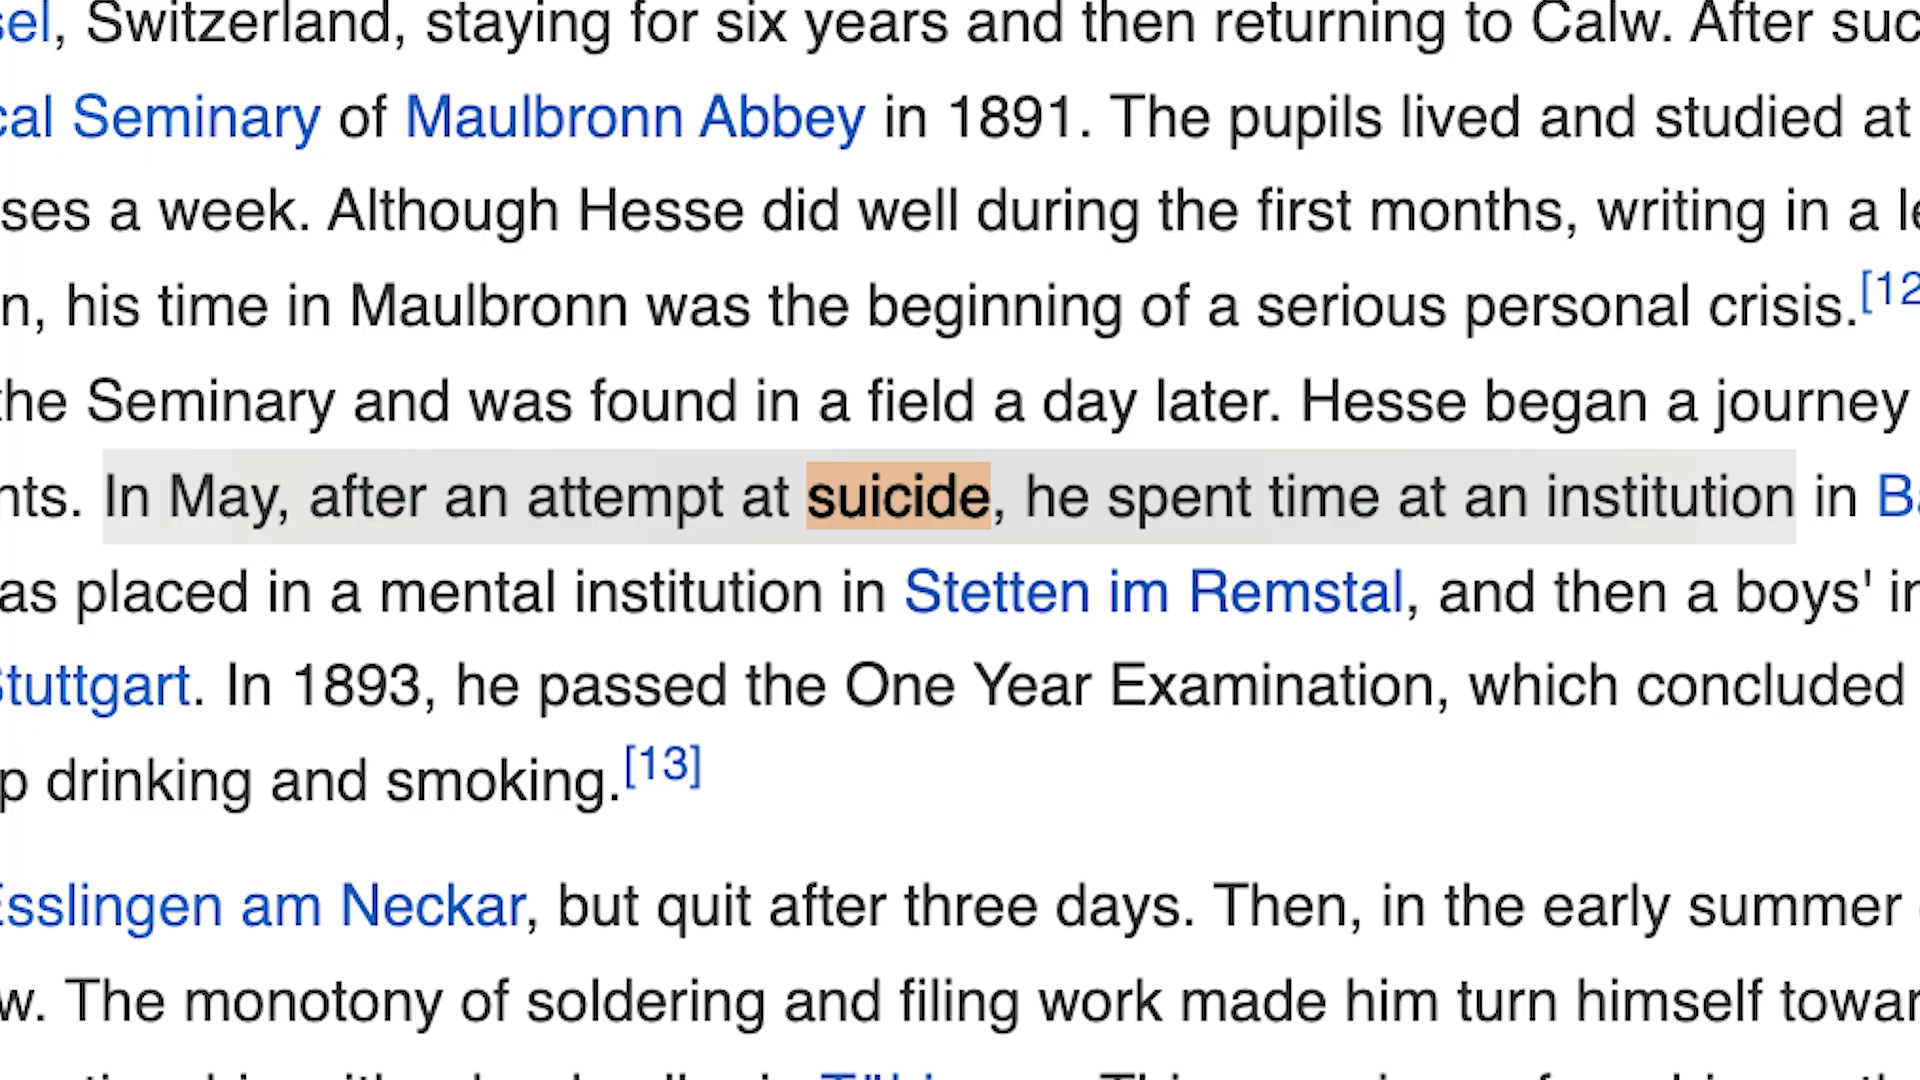 sel, Switzerland, staying for six years and then returning to Calw. After suc
cal Seminary of Maulbronn Abbey in 1891. The pupils lived and studied at
ses a week. Although Hesse did well during the first months, writing in a le
n, his time in Maulbronn was the beginning of a serious personal crisis.[12
the Seminary and was found in a field a day later. Hesse began a journey
nts. In May, after an attempt at suicide, he spent time at an institution in Ba
as placed in a mental institution in Stetten im Remstal, and then a boys' in
Stuttgart. In 1893, he passed the One Year Examination, which concluded
p drinking and smoking.[13]
Esslingen am Neckar, but quit after three days. Then, in the early summer
w. The monotony of soldering and filing work made him turn himself towar